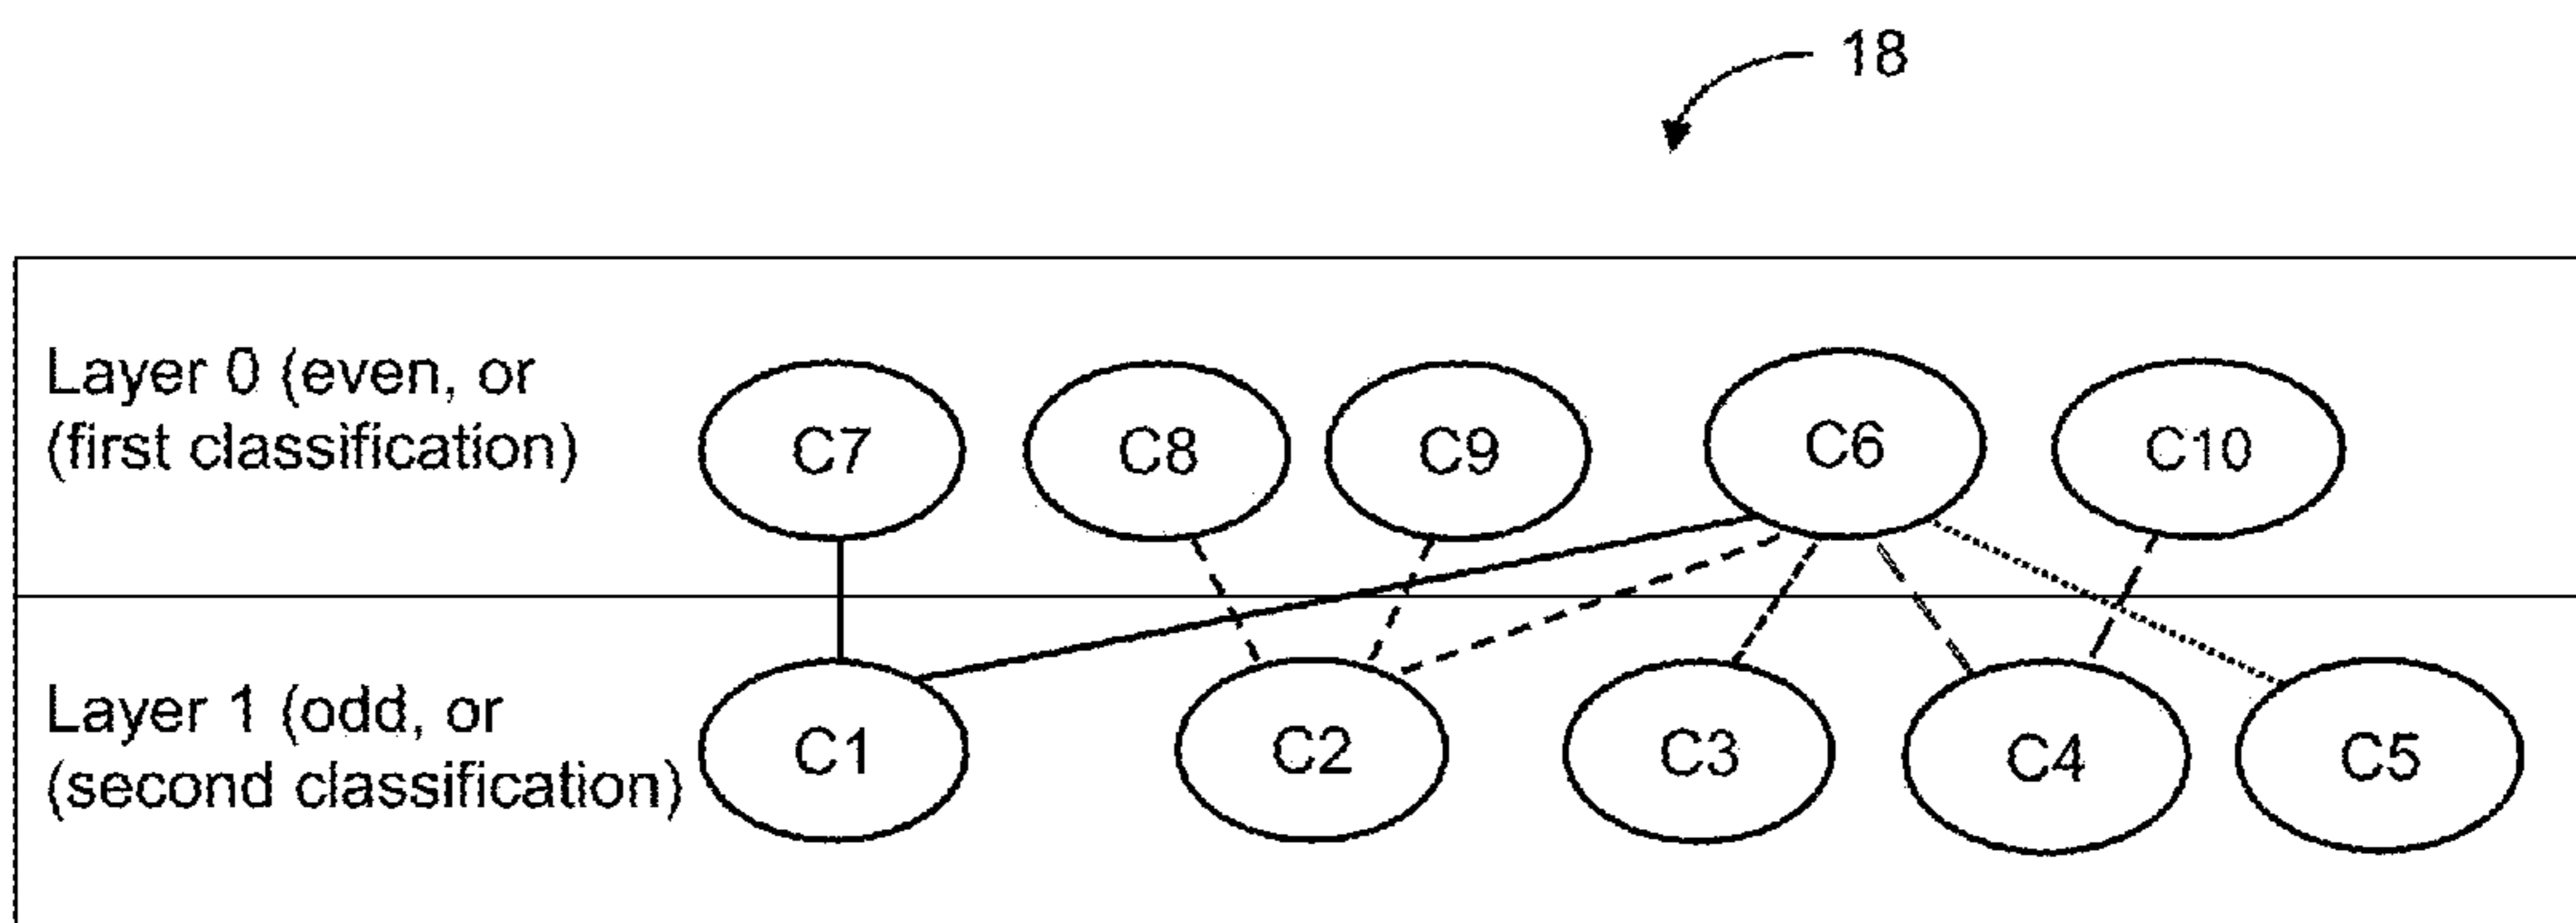 18
Layer 0 (even, or
(first classification)
C7
C8
C9
C6
C10
Layer 1 (odd, or
(second classification)
C1
C2
C3
C4
C5